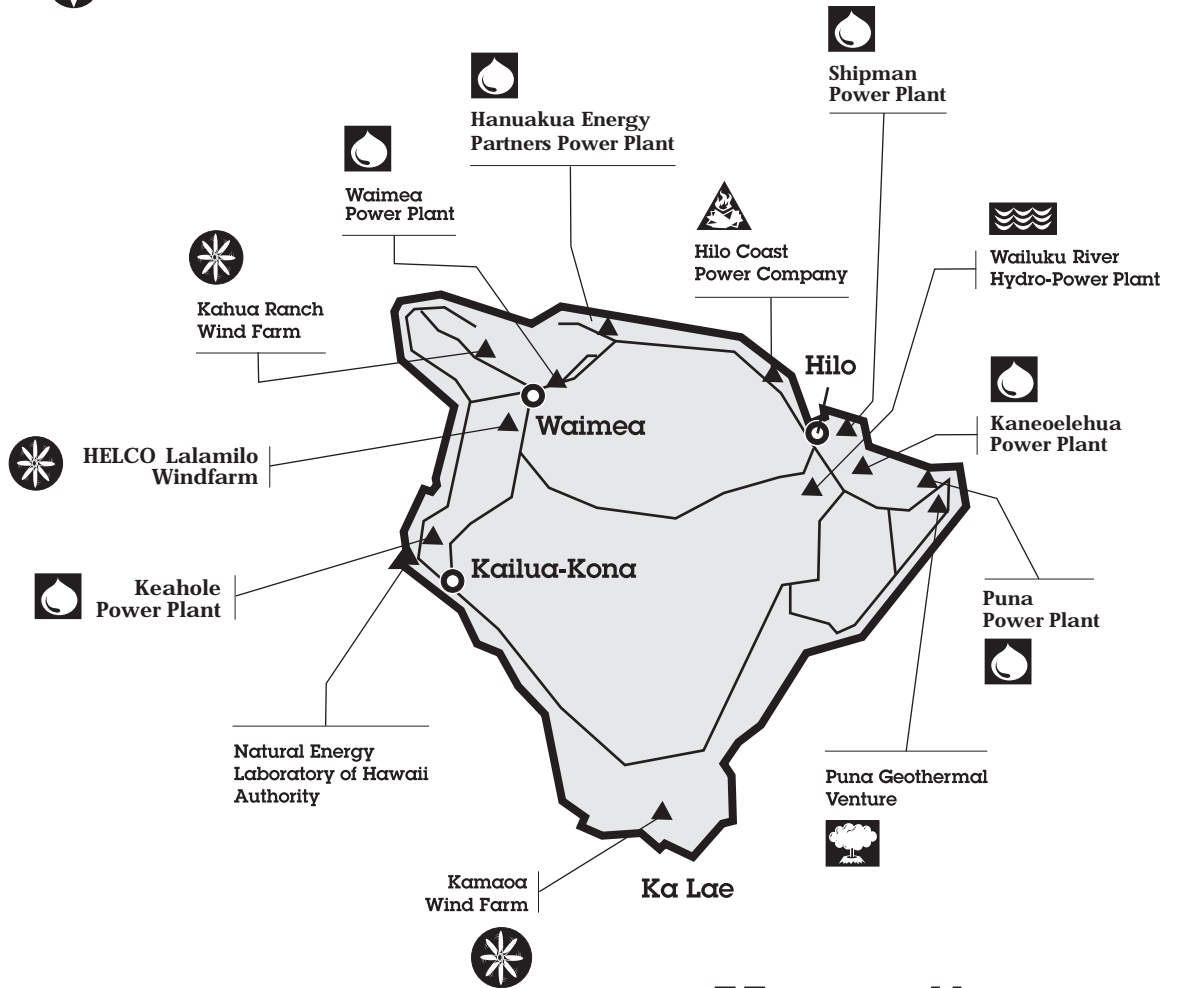 Shipman
Power Plant
Hanuakua Energy
Partners Power Plant
Waimea
Power Plant
Hilo Coast
Power Company
Wailuku River
Hydro-Power Plant
Kahua Ranch
Wind Farm
Hilo
Kaneoelehua
Power Plant
Waimea
HELCO Lalamilo
Windfarm
Kailua-Kona
Keahole
Power Plant
Puna
Power Plant
Natural Energy
Laboratory of Hawaii
Authority
Puna Geothermal
Venture
Kamaoa
Wind Farm
Ka Lae